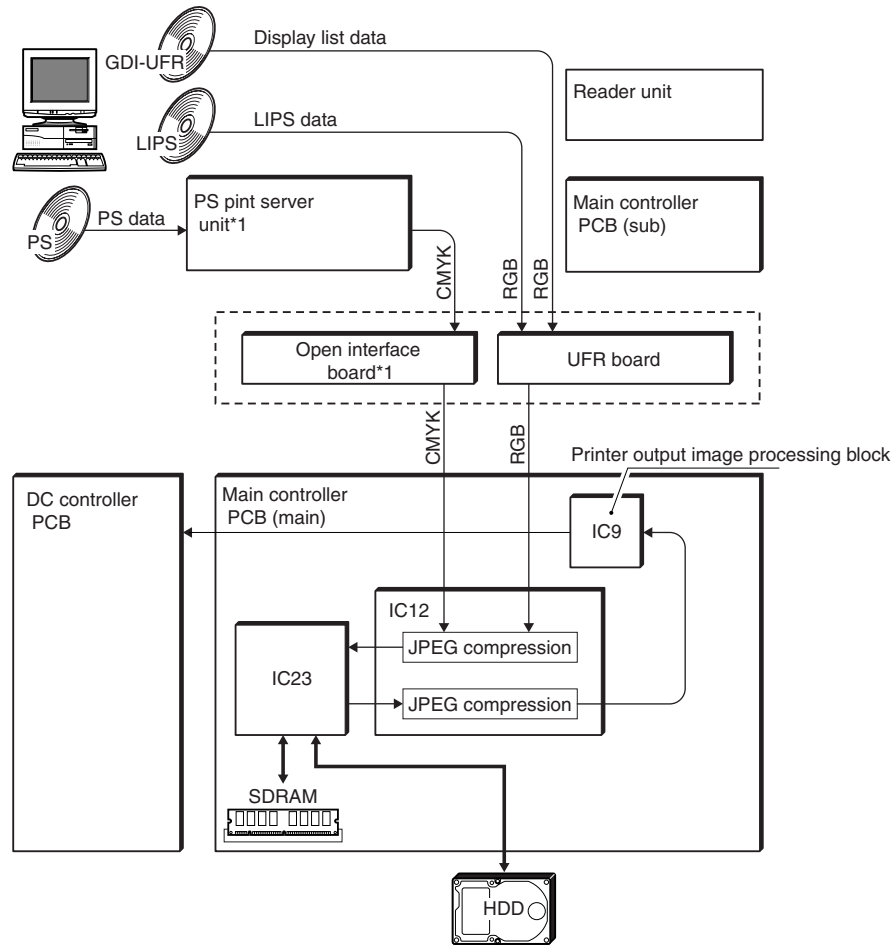 Display list data
GDI-UFR
Reader unit
LIPS data
LIPS
PS pint server
unit*1
Main controller
PCB (sub)
PS data
PS
CMYK
RGB
RGB
Open interface
board*1
UFR board
CMYK
RGB
Printer output image processing block
DC controller
PCB
Main controller
PCB (main)
IC9
IC12
JPEG compression
IC23
JPEG compression
SDRAM
HDD